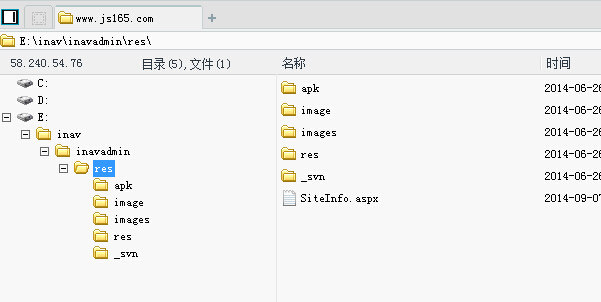 www.js165.com
E:\inav\inavadmin\res\
58.240.54.76 目录(5),文件(1)
名称 时间
C:
D:
E:
inav
inavadmin
res
apk
image
images
res
_svn
apk 2014-06-26
image 2014-06-26
images 2014-06-26
res 2014-06-26
_svn 2014-06-26
SiteInfo.aspx 2014-09-07